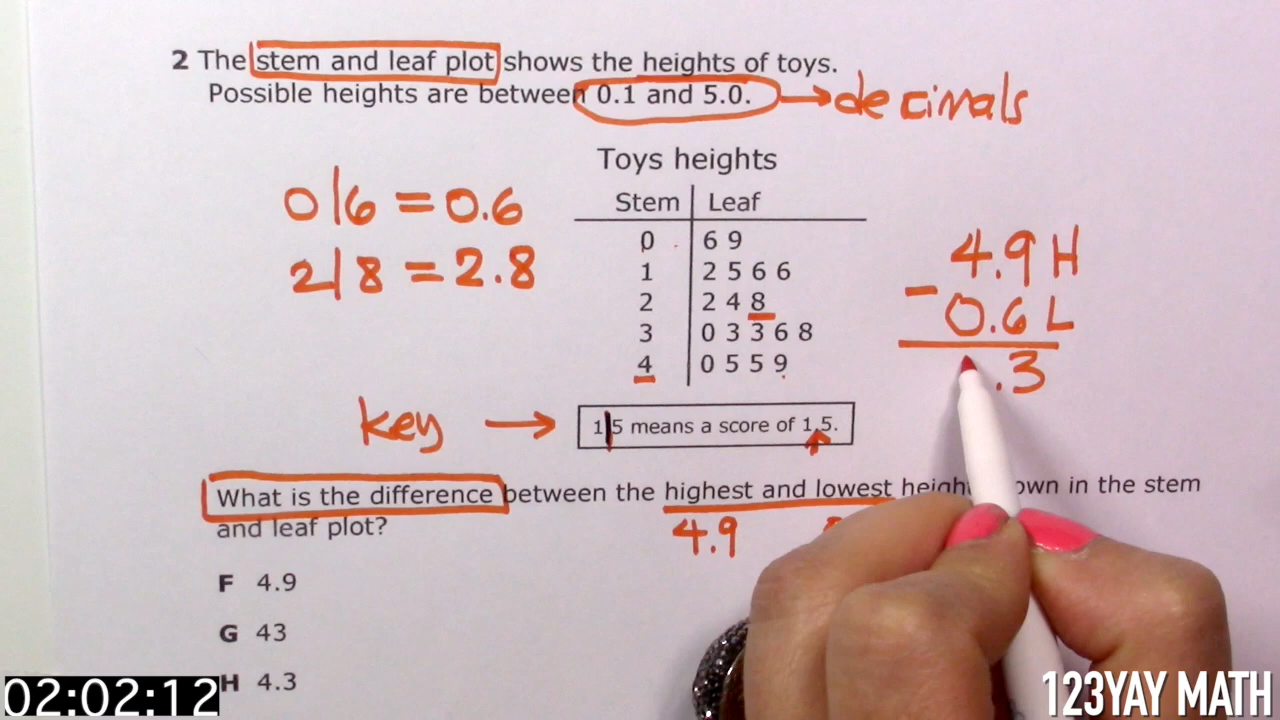 2 The stem and leaf plot shows the heights of toys.
Possible heights are between 0.1 and 5.0. → decimals
Toys heights
Stem | Leaf
0 | 6 9
1 | 2 5 6 6
2 | 2 4 8
3 | 0 3 3 6 8
4 | 0 5 5 9
0|6 = 0.6
2|8 = 2.8
4.9 H
- 0.6 L
.3
key →
1|5 means a score of 1.5.
What is the difference between the highest and lowest in the stem
and leaf plot?
4.9
F 4.9
G 43
H 4.3
02:02:12
123YAY MATH